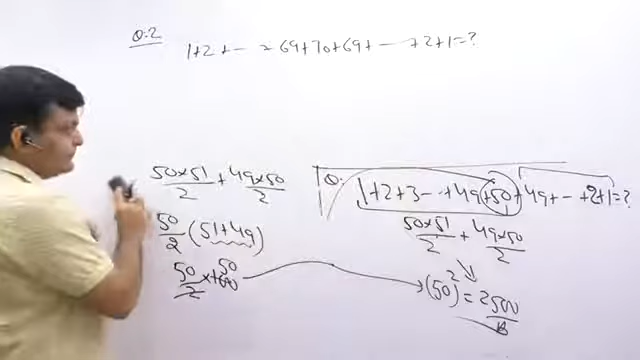 Q.2
1+2+-- = 69+70+69+-- +2+1=?
50×51/2 + 49×50/2
50/2 (51+49)
50/2 ×
50
Q. 1+2+3-- +49+50+49+-- +2+1=?
50×51/2 + 49×50/2
(50)² = 2500